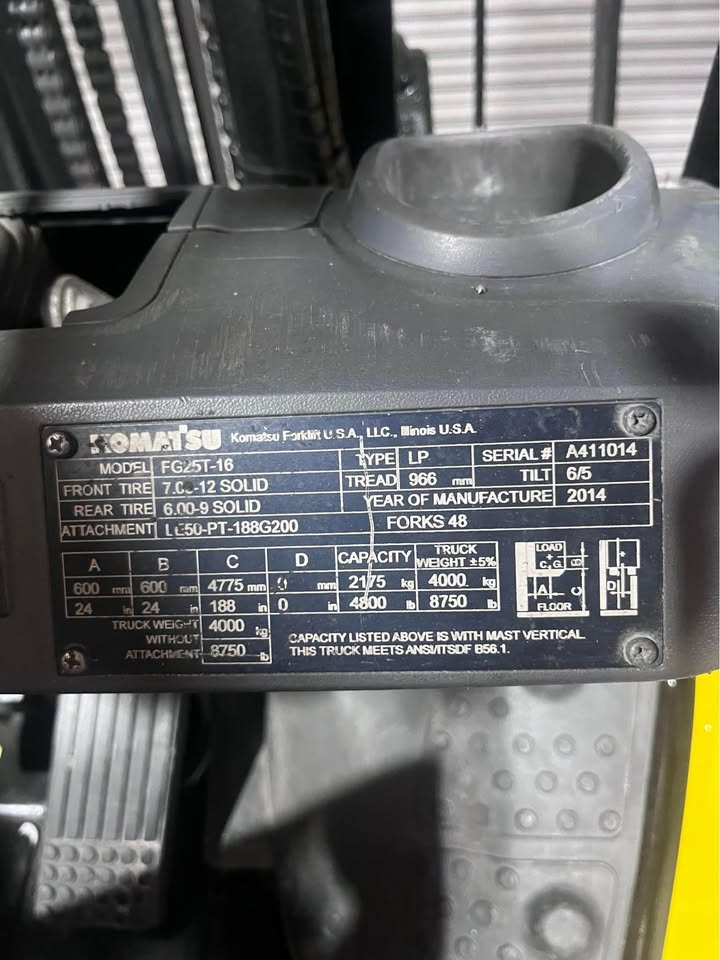 KOMATSU Komatsu Forklift U.S.A., LLC., Illinois U.S.A.
MODEL FG25T-16 TYPE LP SERIAL # A411014
FRONT TIRE 7.00-12 SOLID TREAD 966 mm TILT 6/5
REAR TIRE 6.00-9 SOLID YEAR OF MANUFACTURE 2014
ATTACHMENT LE50-PT-188G200 FORKS 48
A B C D CAPACITY TRUCK WEIGHT ±5%
600 mm 600 mm 4775 mm 0 mm 2175 kg 4000 kg
24 in 24 in 188 in 0 in 4800 lb 8750 lb
TRUCK WEIGHT WITHOUT ATTACHMENT 4000 kg
8750 lb
CAPACITY LISTED ABOVE IS WITH MAST VERTICAL
THIS TRUCK MEETS ANSI/ITSDF B56.1.
LOAD
C.G.
A
B
C
D
FLOOR